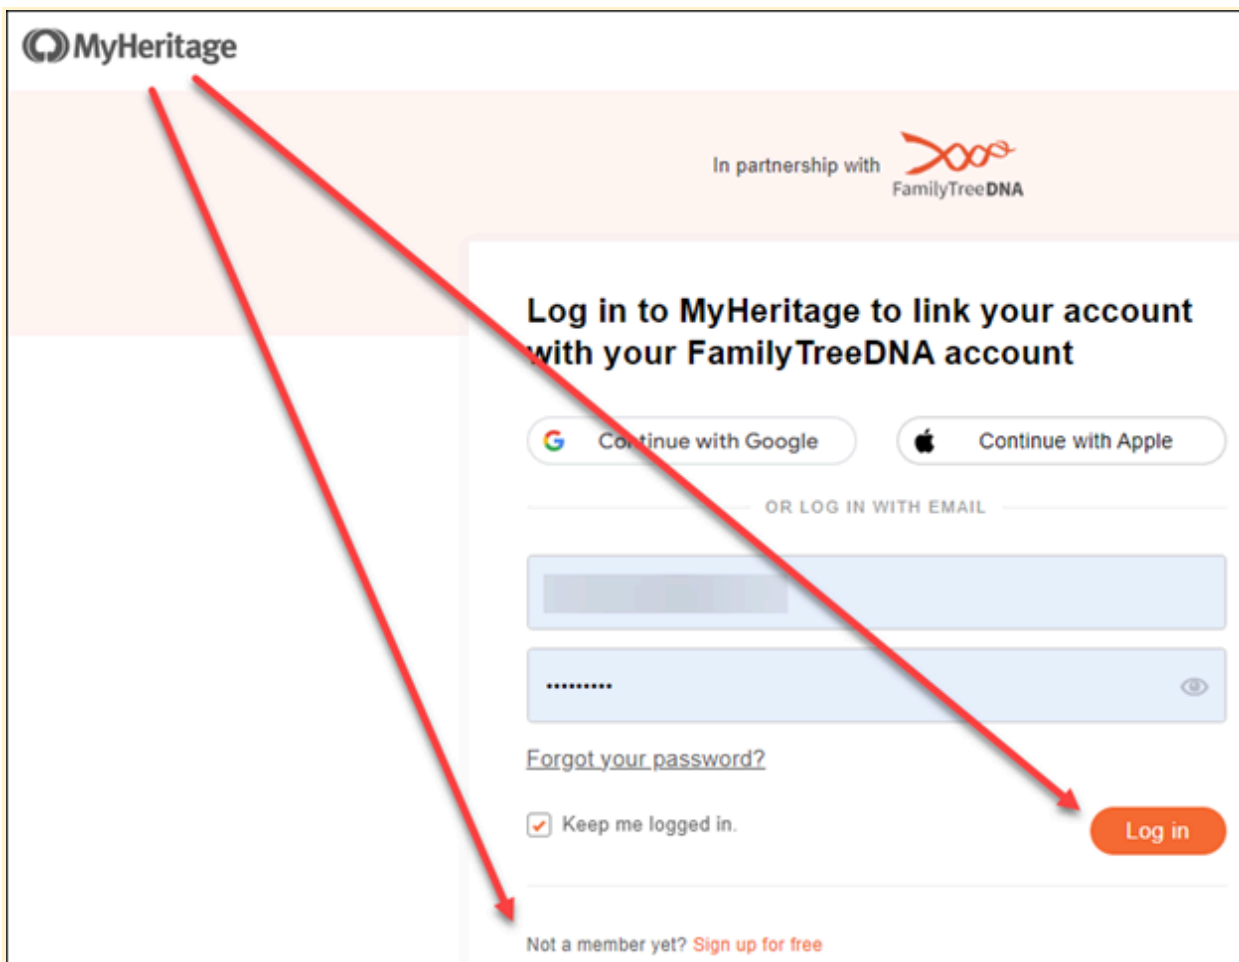 MyHeritage
In partnership with
FamilyTreeDNA
Log in to MyHeritage to link your account
with your FamilyTreeDNA account
Continue with Google
Continue with Apple
OR LOG IN WITH EMAIL
•••••••••
Forgot your password?
Keep me logged in.
Log in
Not a member yet? Sign up for free